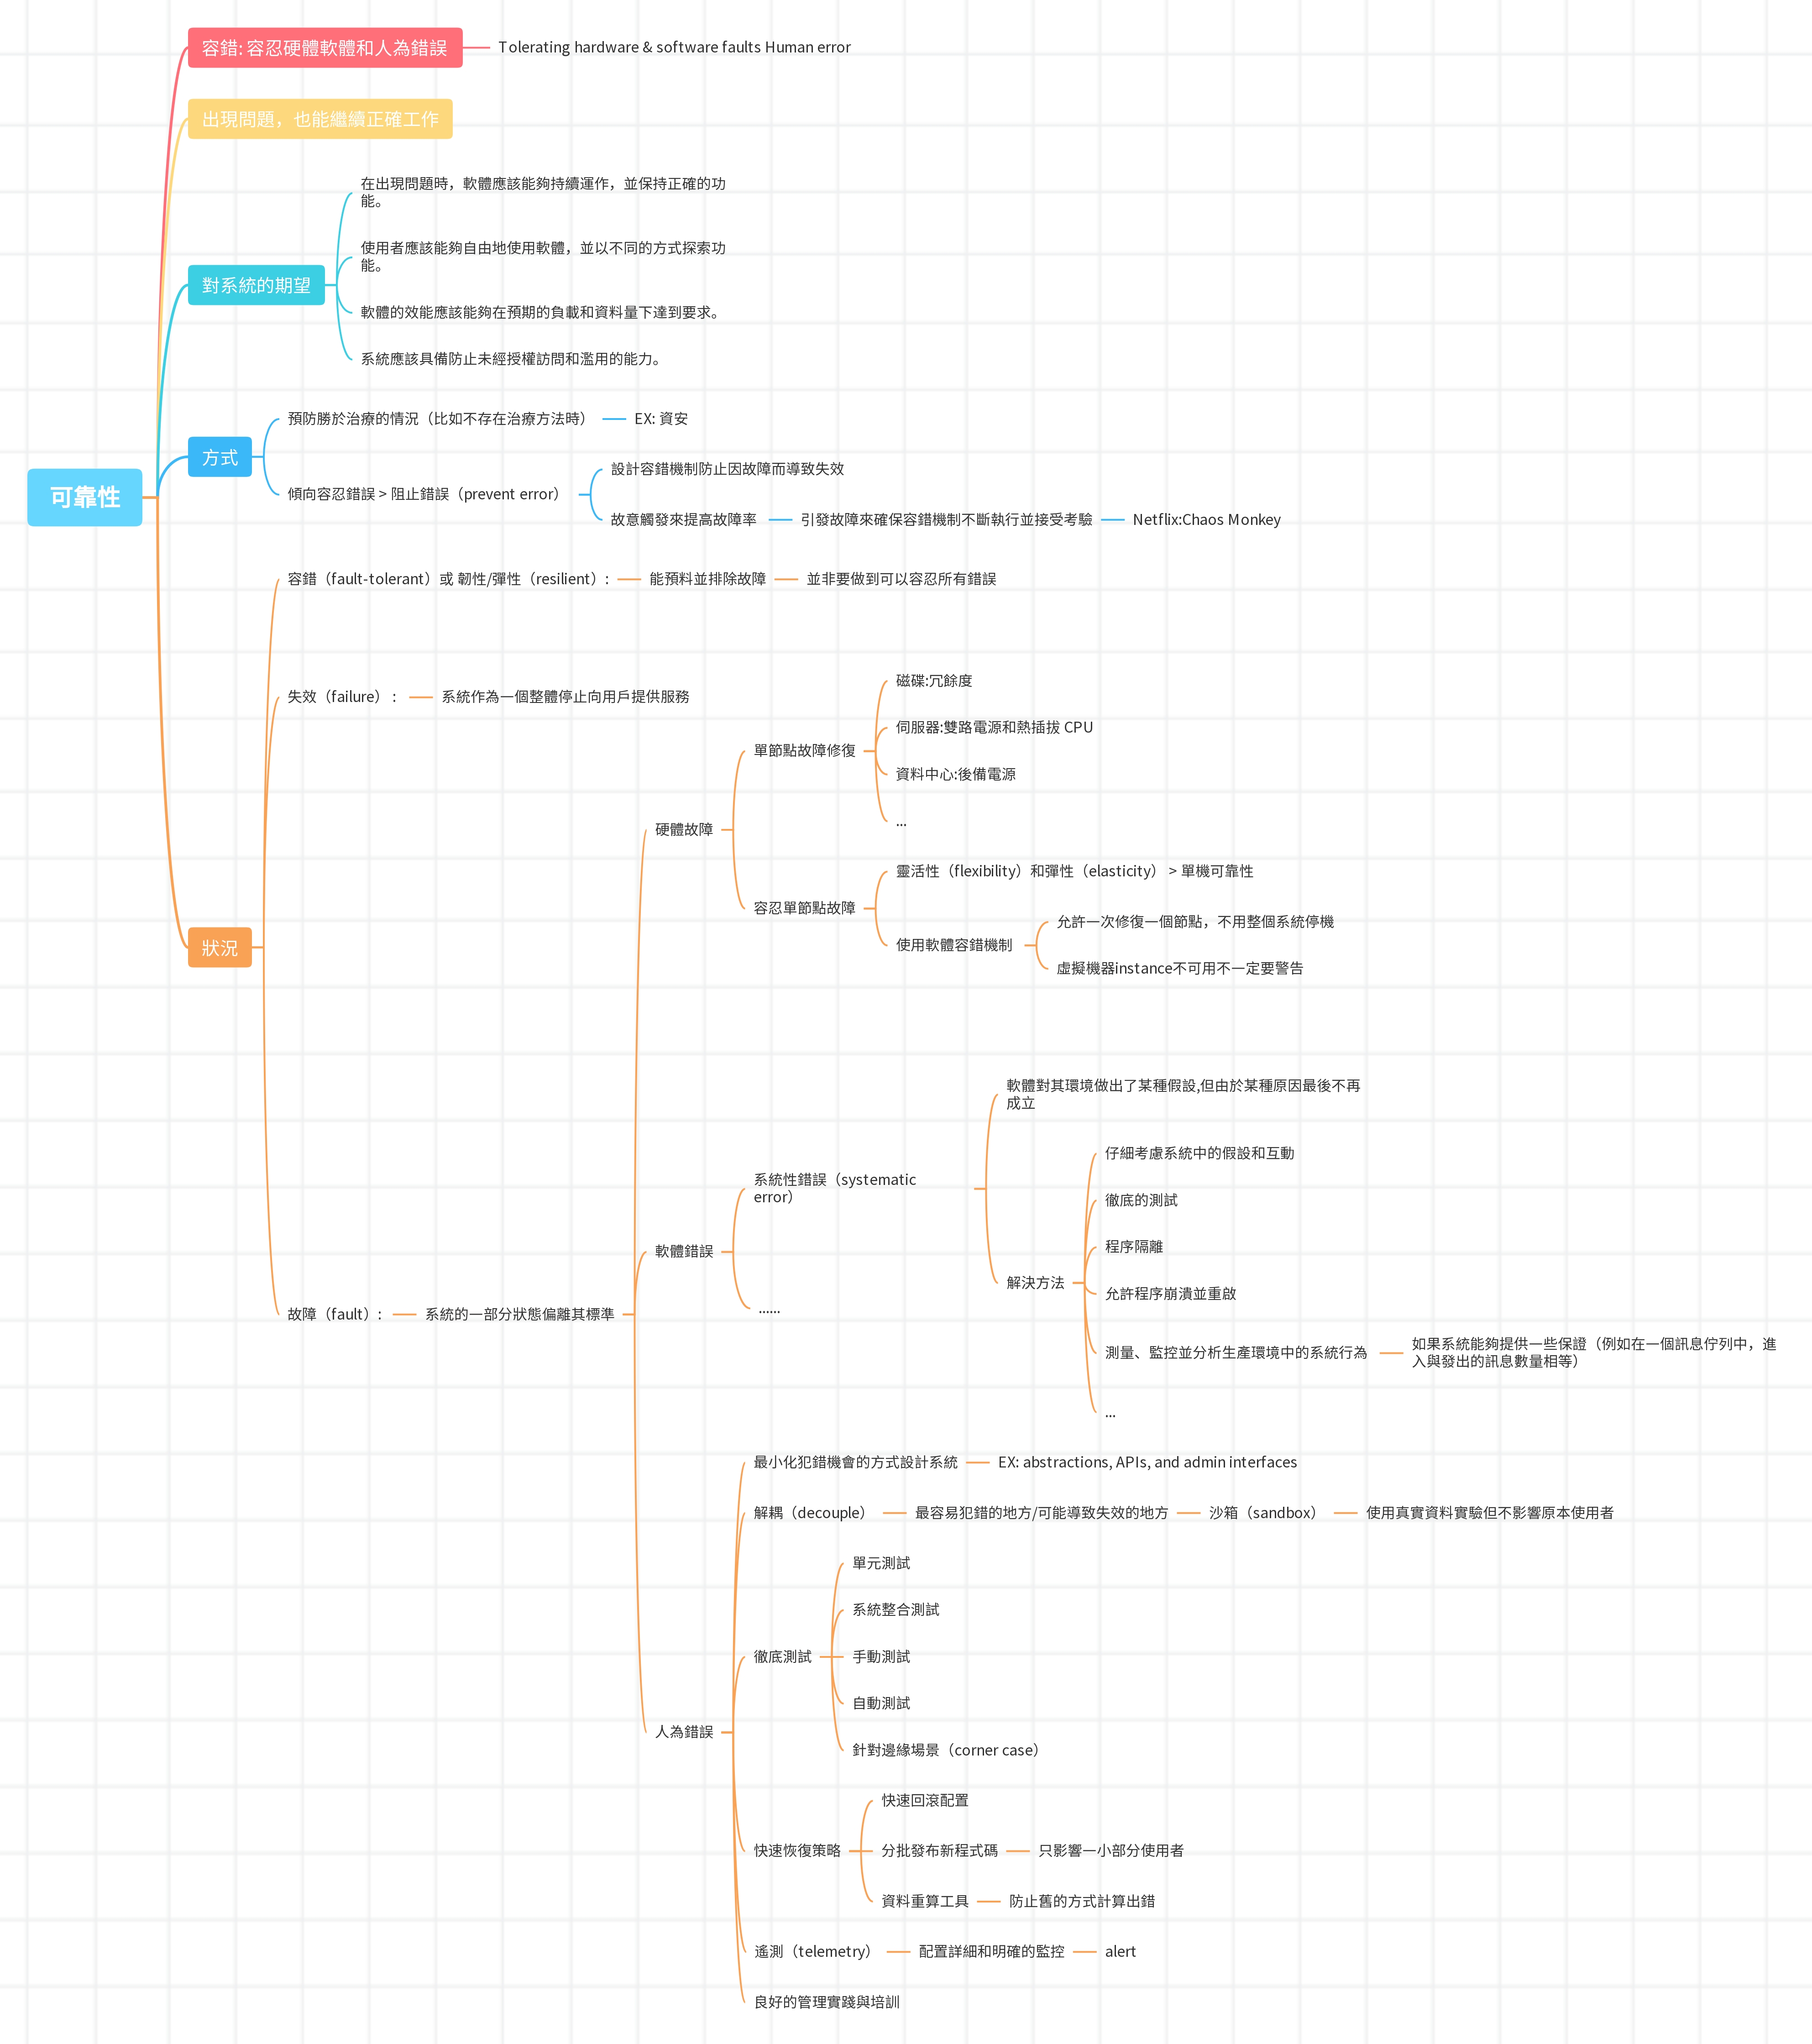 容錯: 容忍硬體軟體和人為錯誤
Tolerating hardware & software faults Human error
出現問題，也能繼續正確工作
在出現問題時，軟體應該能夠持續運作，並保持正確的功
能。
使用者應該能夠自由地使用軟體，並以不同的方式探索功
能。
對系統的期望
軟體的效能應該能夠在預期的負載和資料量下達到要求。
系統應該具備防止未經授權訪問和濫用的能力。
預防勝於治療的情況（比如不存在治療方法時）
EX: 資安
方式
設計容錯機制防止因故障而導致失效
傾向容忍錯誤 > 阻止錯誤（prevent error）
故意觸發來提高故障率
引發故障來確保容錯機制不斷執行並接受考驗
Netflix:Chaos Monkey
可靠性
容錯（fault-tolerant）或 韌性/彈性（resilient）:
能預料並排除故障
並非要做到可以容忍所有錯誤
失效（failure） :
系統作為一個整體停止向用戶提供服務
磁碟:冗餘度
伺服器:雙路電源和熱插拔 CPU
單節點故障修復
資料中心:後備電源
...
硬體故障
靈活性（flexibility）和彈性（elasticity） > 單機可靠性
容忍單節點故障
允許一次修復一個節點，不用整個系統停機
使用軟體容錯機制
虛擬機器instance不可用不一定要警告
狀況
軟體對其環境做出了某種假設,但由於某種原因最後不再
成立
系統性錯誤（systematic
error）
仔細考慮系統中的假設和互動
徹底的測試
程序隔離
軟體錯誤
解決方法
允許程序崩潰並重啟
......
測量、監控並分析生產環境中的系統行為
如果系統能夠提供一些保證（例如在一個訊息佇列中，進
入與發出的訊息數量相等）
...
故障（fault）:
系統的一部分狀態偏離其標準
最小化犯錯機會的方式設計系統
EX: abstractions, APIs, and admin interfaces
解耦（decouple）
最容易犯錯的地方/可能導致失效的地方
沙箱（sandbox）
使用真實資料實驗但不影響原本使用者
單元測試
系統整合測試
徹底測試
手動測試
自動測試
針對邊緣場景（corner case）
人為錯誤
快速回滾配置
快速恢復策略
分批發布新程式碼
只影響一小部分使用者
資料重算工具
防止舊的方式計算出錯
遙測（telemetry）
配置詳細和明確的監控
alert
良好的管理實踐與培訓